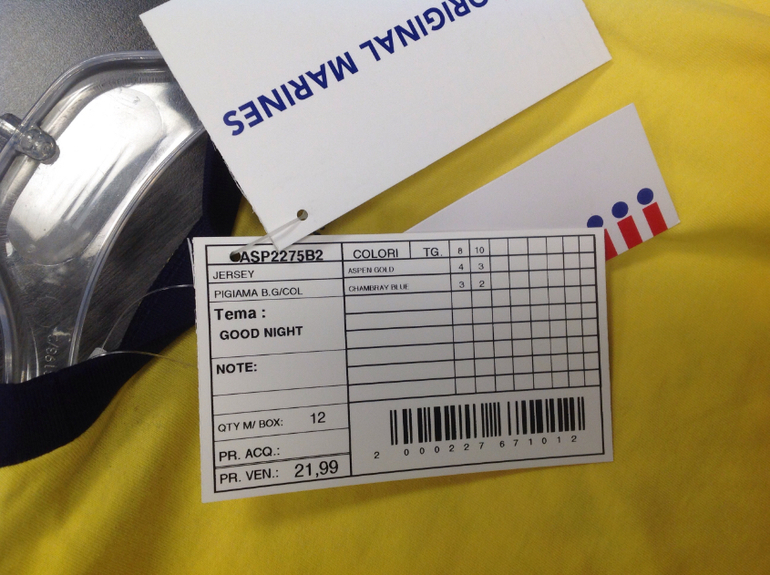 ORIGINAL MARINES
ASP2275B2
JERSEY
PIGIAMA B.G/COL
Tema :
GOOD NIGHT
NOTE:
QTY M/ BOX: 12
PR. ACQ.:
PR. VEN.: 21,99
COLORI TG. 8 10
ASPEN GOLD 4 3
CHAMBRAY BLUE 3 2
2 000227 671012
193/